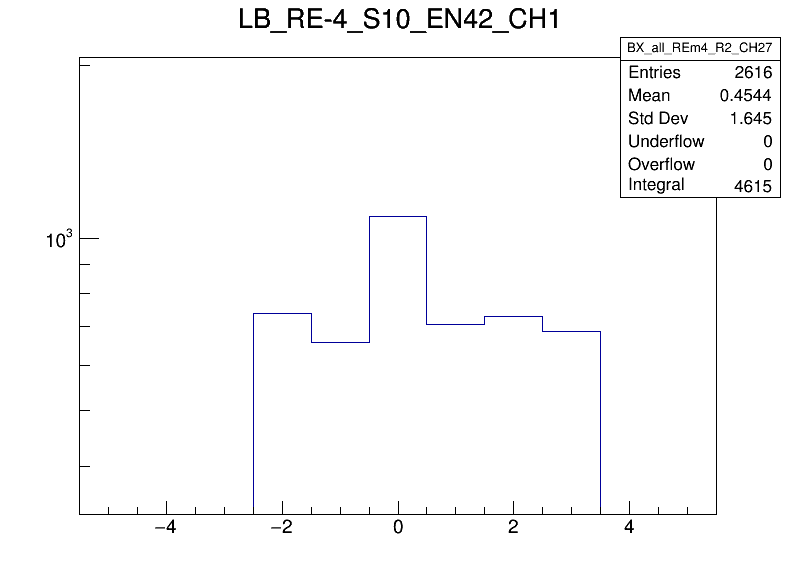 LB_RE-4_S10_EN42_CH1
BX_all_REm4_R2_CH27
Entries 2616
Mean 0.4544
Std Dev 1.645
Underflow 0
Overflow 0
Integral 4615
10³
−4 −2 0 2 4